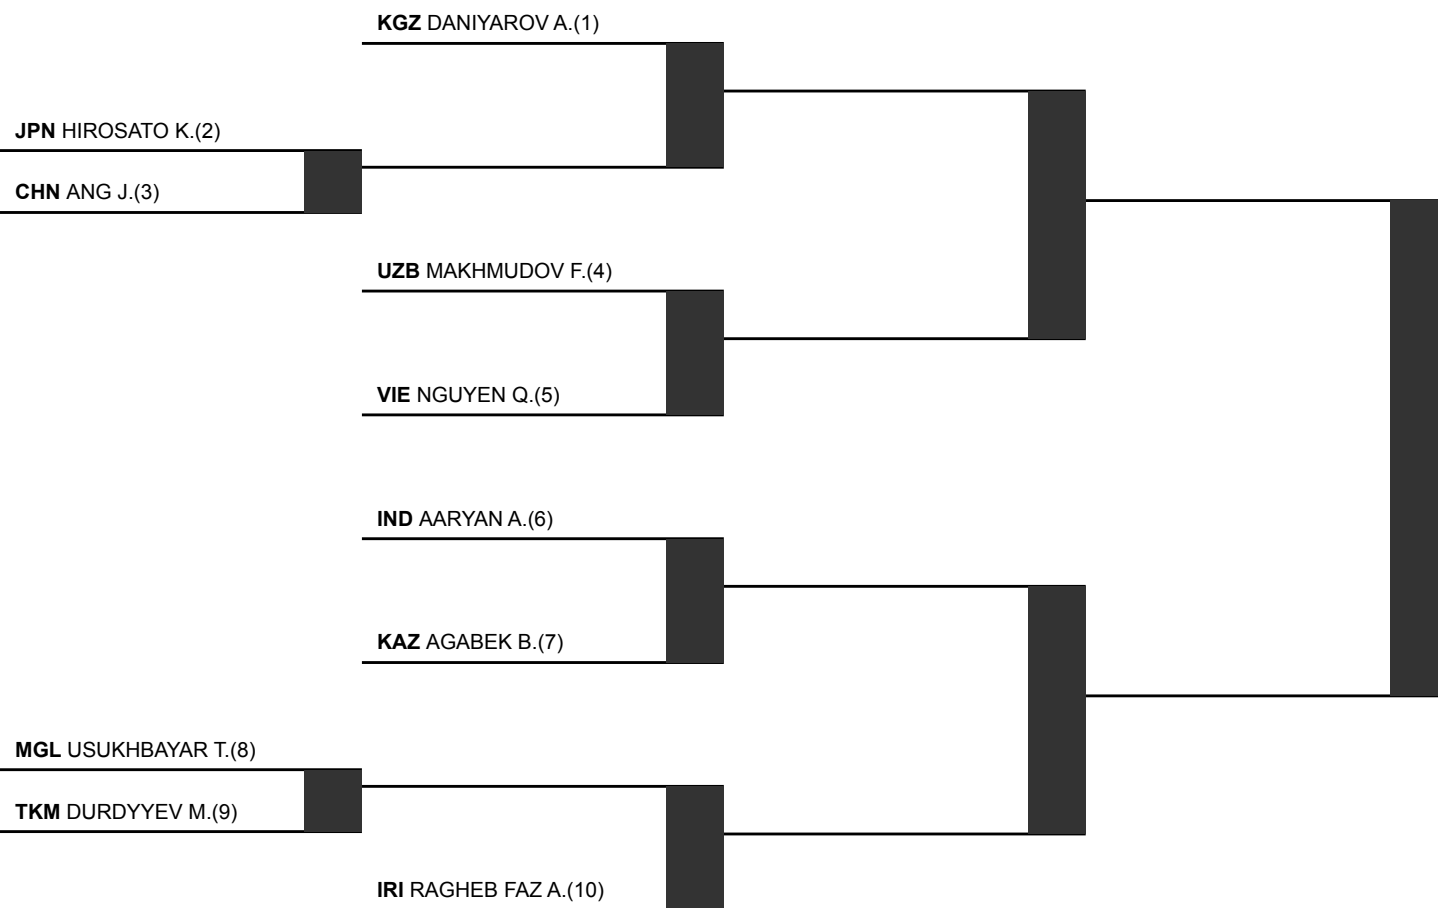 KGZ DANIYAROV A.(1)
JPN HIROSATO K.(2)
CHN ANG J.(3)
UZB MAKHMUDOV F.(4)
VIE NGUYEN Q.(5)
IND AARYAN A.(6)
KAZ AGABEK B.(7)
MGL USUKHBAYAR T.(8)
TKM DURDYYEV M.(9)
IRI RAGHEB FAZ A.(10)